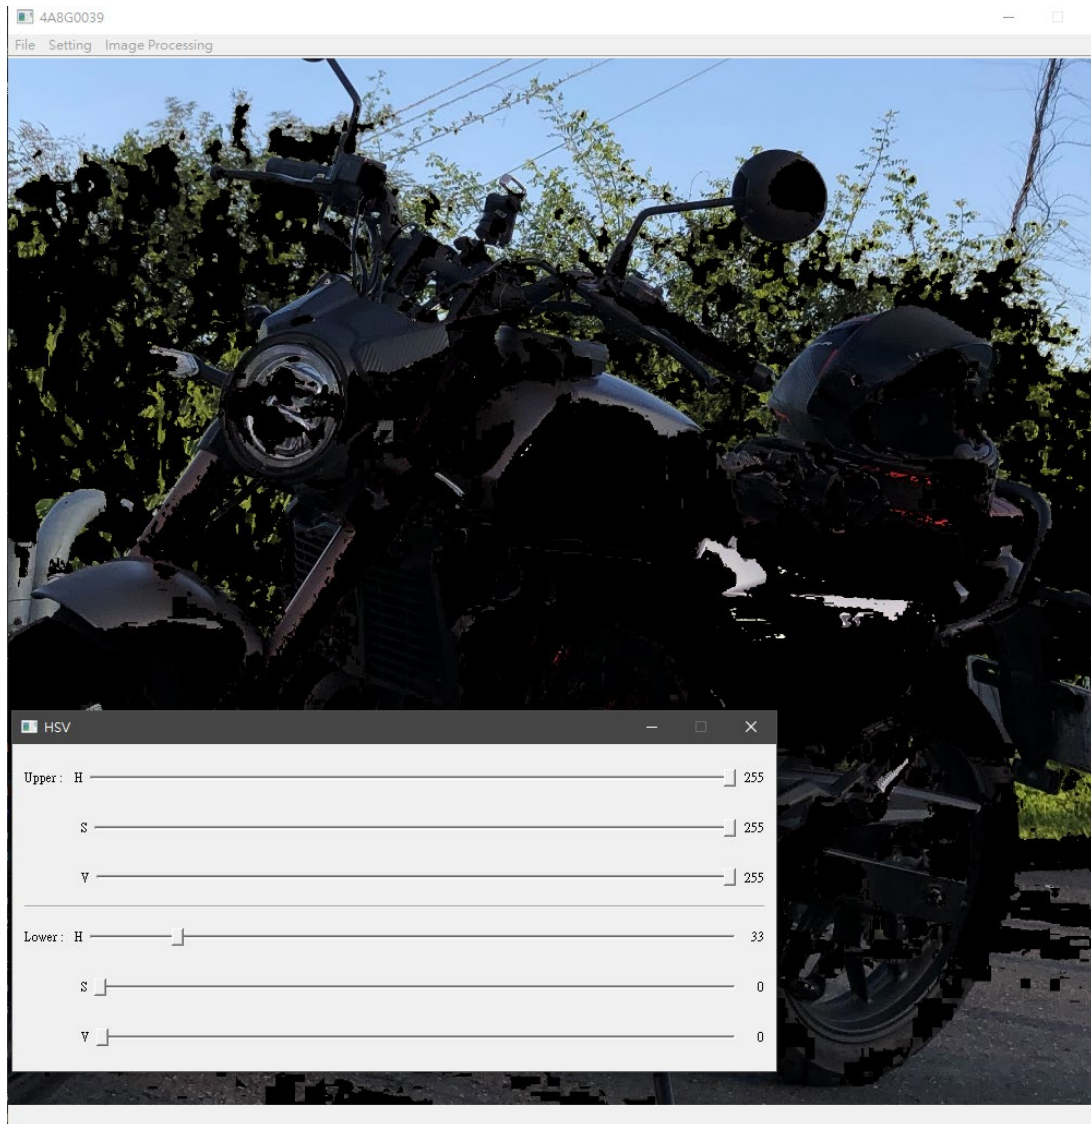 4A8G0039
File Setting Image Processing
HSV
Upper : H 255
S 255
V 255
Lower : H 33
S 0
V 0